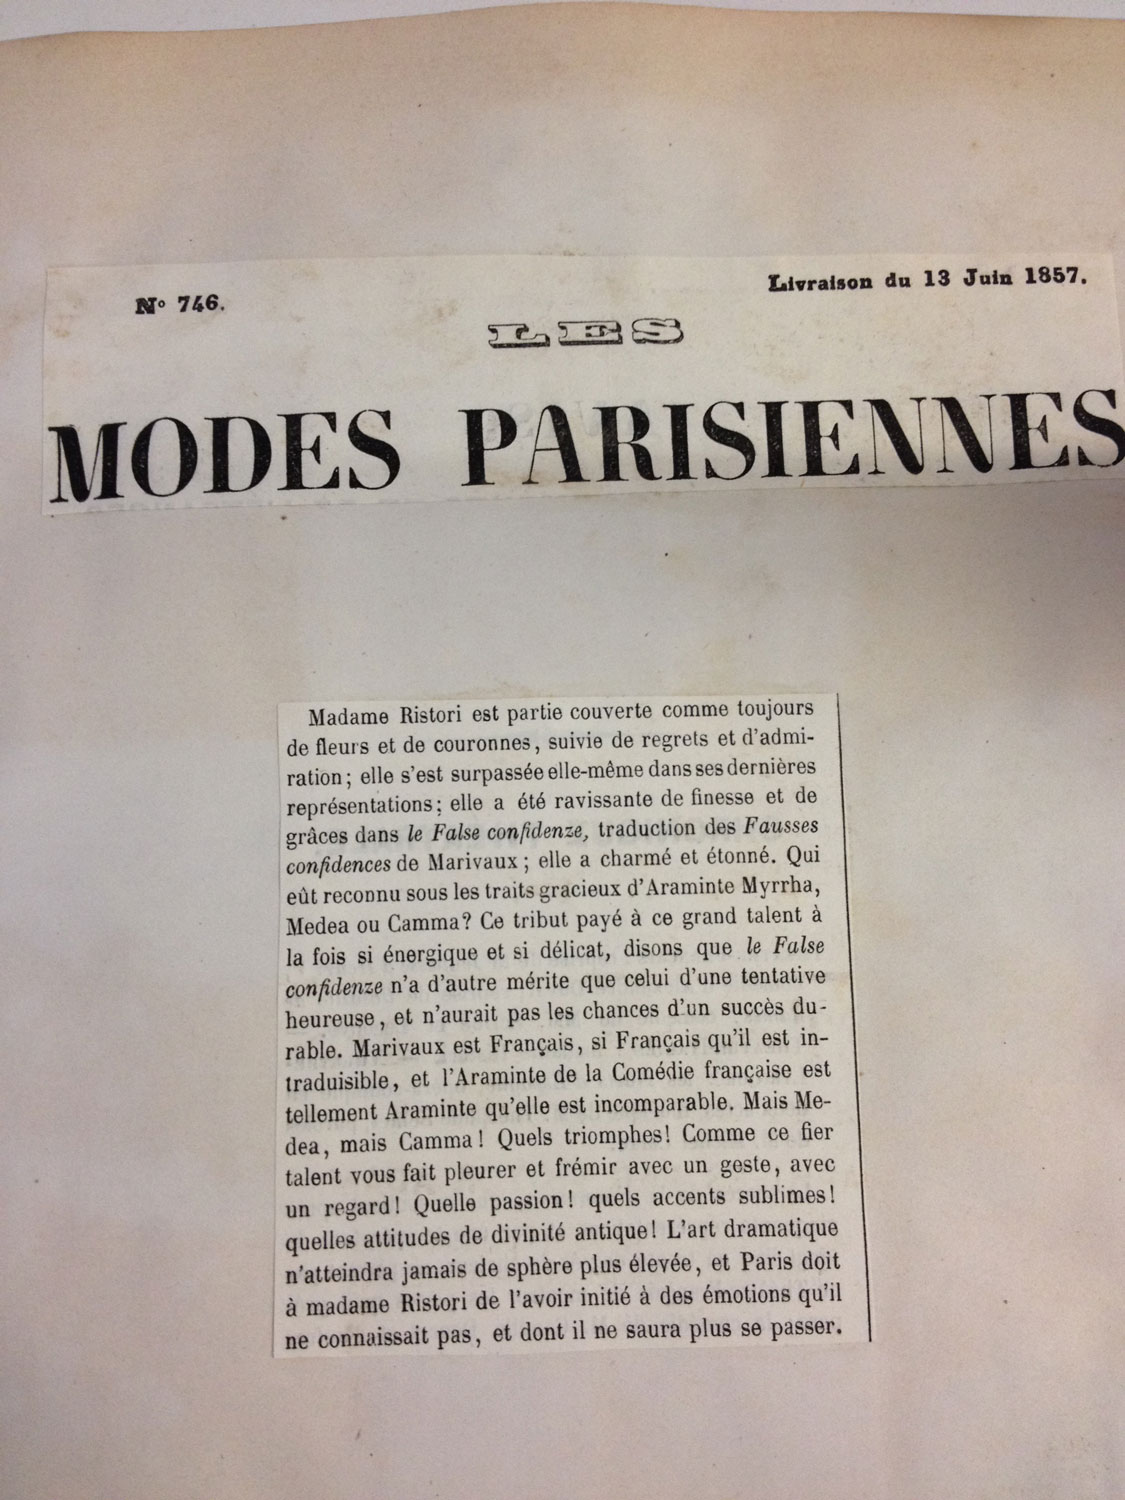 N° 746.
Livraison du 13 Juin 1857.
LES
MODES PARISIENNES
Madame Ristori est partie couverte comme toujours
de fleurs et de couronnes, suivie de regrets et d'admi-
ration; elle s'est surpassée elle-même dans ses dernières
représentations; elle a été ravissante de finesse et de
grâces dans le False confidenze, traduction des Fausses
confidences de Marivaux; elle a charmé et étonné. Qui
eût reconnu sous les traits gracieux d'Araminte Myrrha,
Medea ou Camma? Ce tribut payé à ce grand talent à
la fois si énergique et si délicat, disons que le False
confidenze n'a d'autre mérite que celui d'une tentative
heureuse, et n'aurait pas les chances d'un succès du-
rable. Marivaux est Français, si Français qu'il est in-
traduisible, et l'Araminte de la Comédie française est
tellement Araminte qu'elle est incomparable. Mais Me-
dea, mais Camma! Quels triomphes! Comme ce fier
talent vous fait pleurer et frémir avec un geste, avec
un regard! Quelle passion! quels accents sublimes!
quelles attitudes de divinité antique! L'art dramatique
n'atteindra jamais de sphère plus élevée, et Paris doit
à madame Ristori de l'avoir initié à des émotions qu'il
ne connaissait pas, et dont il ne saura plus se passer.